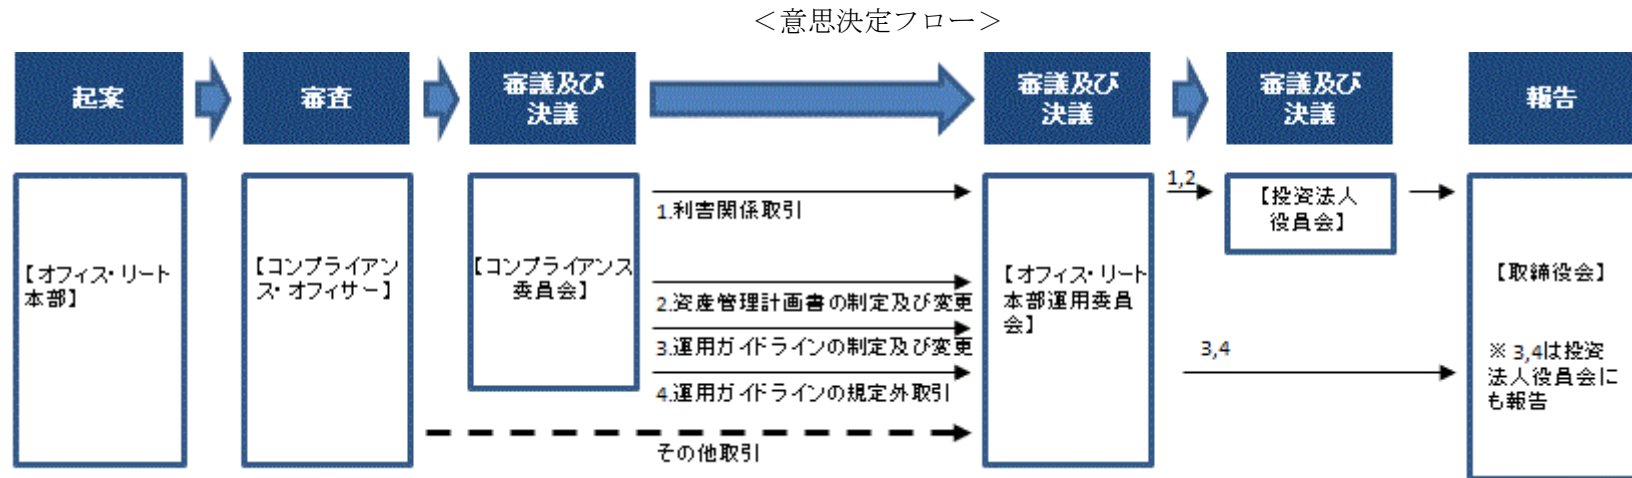 ＜意思決定フロー＞
起案
審査
審議及び
決議
審議及び
決議
審議及び
決議
報告
【オフィス・リート
本部】
【コンプライアン
ス・オフィサー】
【コンプライアンス
委員会】
1.利害関係取引
2.資産管理計画書の制定及び変更
3.運用ガイドラインの制定及び変更
4.運用ガイドラインの規定外取引
その他取引
【オフィス・リート
本部運用委員
会】
1,2
3,4
【投資法人
役員会】
【取締役会】
※ 3,4は投資
法人役員会に
も報告